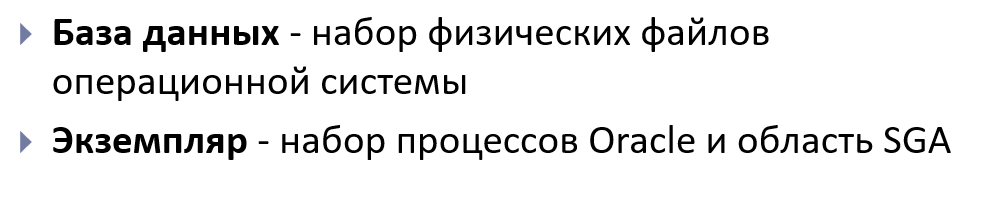 База данных - набор физических файлов
операционной системы
Экземпляр - набор процессов Oracle и область SGA